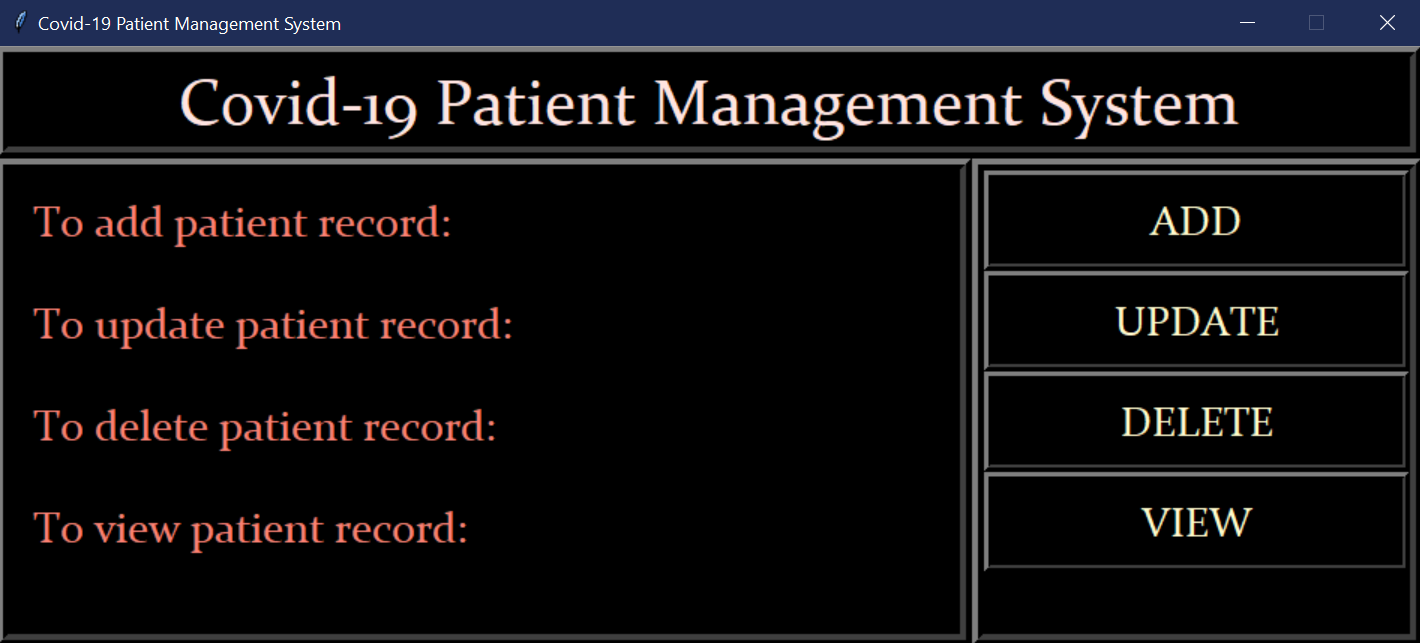 Covid-19 Patient Management System
Covid-19 Patient Management System
To add patient record:
ADD
To update patient record:
UPDATE
To delete patient record:
DELETE
To view patient record:
VIEW